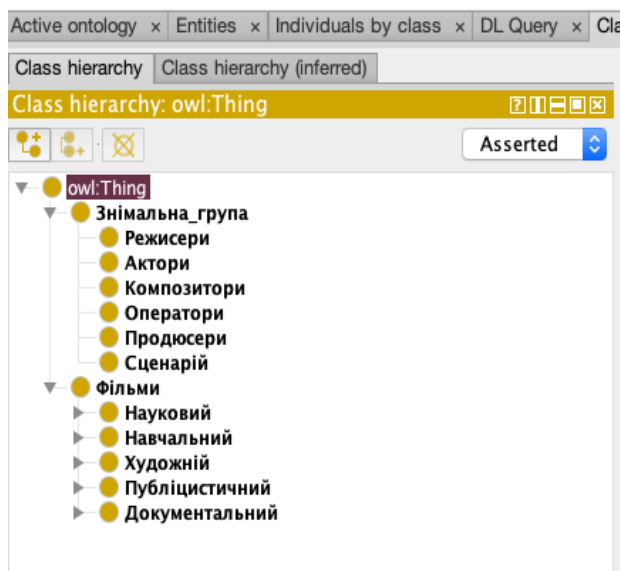 Active ontology × Entities × Individuals by class × DL Query × Cla
Class hierarchy Class hierarchy (inferred)
Class hierarchy: owl:Thing
Asserted
owl:Thing
Знімальна_група
Режисери
Актори
Композитори
Оператори
Продюсери
Сценарій
Фільми
Науковий
Навчальний
Художній
Публіцистичний
Документальний